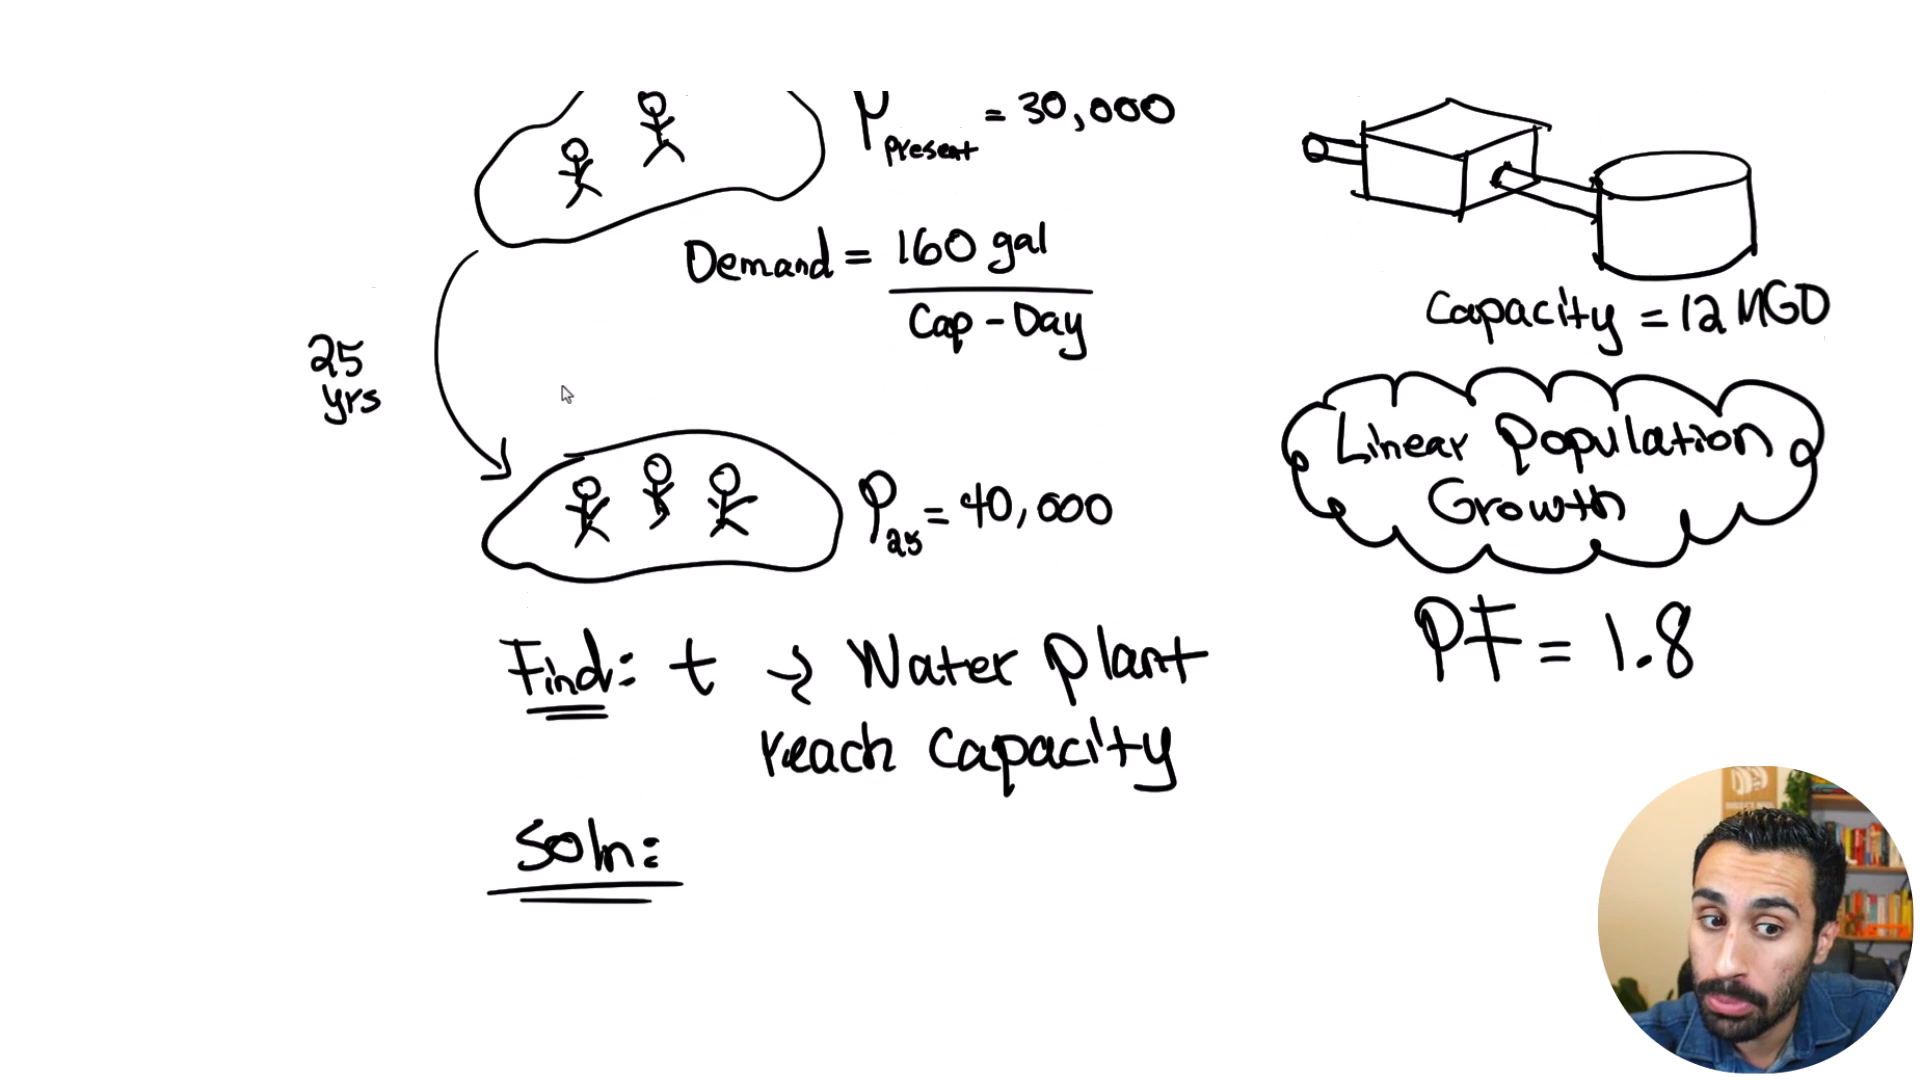 P present = 30,000
Demand = 160 gal
Cap - Day
Capacity = 12 MGD
25
yrs
Linear Population
Growth
P25 = 40,000
PF = 1.8
Find: t → Water plant
reach capacity
Soln: